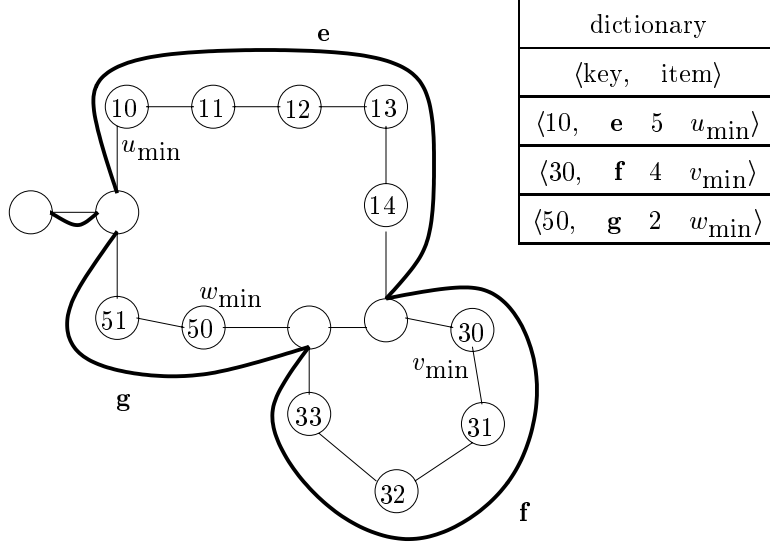 e
dictionary
⟨key, item⟩
⟨10, e 5 u_min⟩
⟨30, f 4 v_min⟩
⟨50, g 2 w_min⟩
10 11 12 13
u_min
14
w_min
51 50 30
v_min
g
33 31
32
f